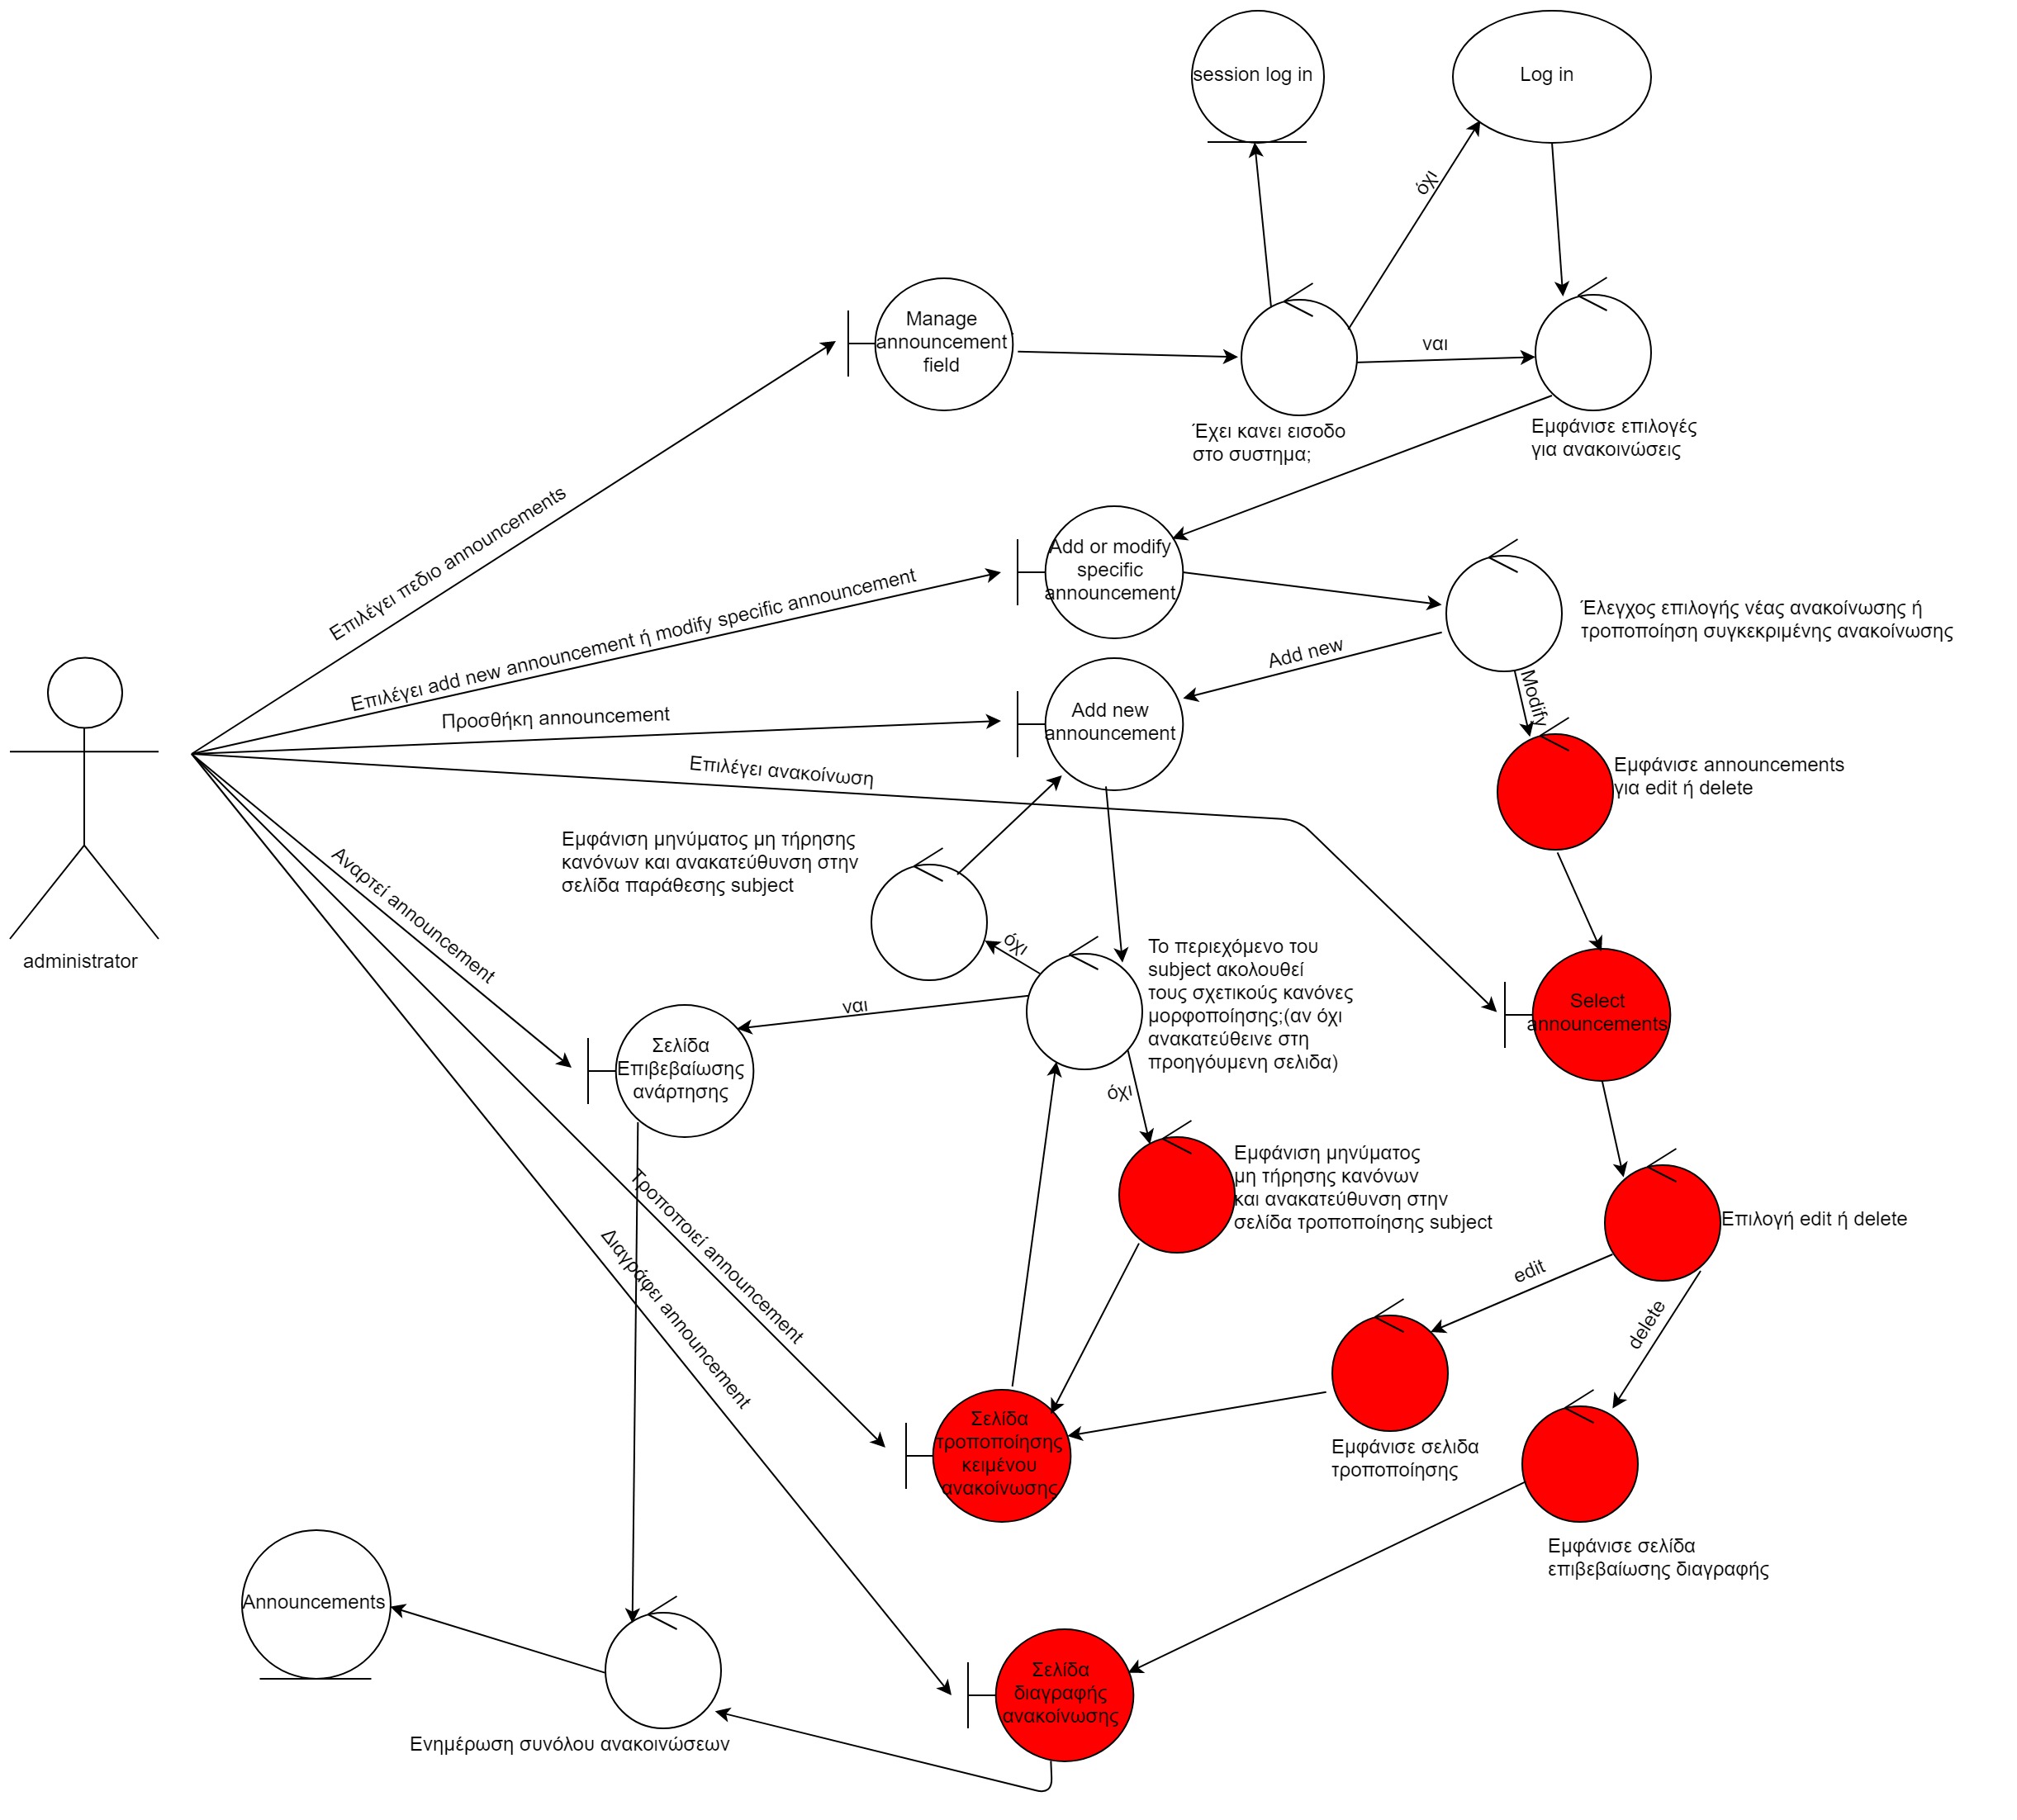 session log in
Log in
όχι
Manage
announcement
field
ναι
Έχει κανει εισοδο
στο συστημα;
Εμφάνισε επιλογές
για ανακοινώσεις
Επιλέγει πεδιο announcements
Add or modify
specific
announcement
Επιλέγει add new announcement ή modify specific announcement
Έλεγχος επιλογής νέας ανακοίνωσης ή
τροποποίηση συγκεκριμένης ανακοίνωσης
Add new
Modify
Προσθήκη announcement
Add new
announcement
Επιλέγει ανακοίνωση
Εμφάνισε announcements
για edit ή delete
Εμφάνιση μηνύματος μη τήρησης
κανόνων και ανακατεύθυνση στην
σελίδα παράθεσης subject
Αναρτεί announcement
administrator
όχι
Το περιεχόμενο του
subject ακολουθεί
τους σχετικούς κανόνες
μορφοποίησης;(αν όχι
ανακατεύθεινε στη
προηγόυμενη σελιδα)
ναι
Select
announcements
Σελίδα
Επιβεβαίωσης
ανάρτησης
όχι
Εμφάνιση μηνύματος
μη τήρησης κανόνων
και ανακατεύθυνση στην
σελίδα τροποποίησης subject
Τροποποιεί announcement
Διαγράφει announcement
Επιλογή edit ή delete
edit
delete
Σελίδα
τροποποίησης
κειμένου
ανακοίνωσης
Εμφάνισε σελιδα
τροποποίησης
Εμφάνισε σελίδα
επιβεβαίωσης διαγραφής
Announcements
Σελίδα
διαγραφής
ανακοίνωσης
Ενημέρωση συνόλου ανακοινώσεων